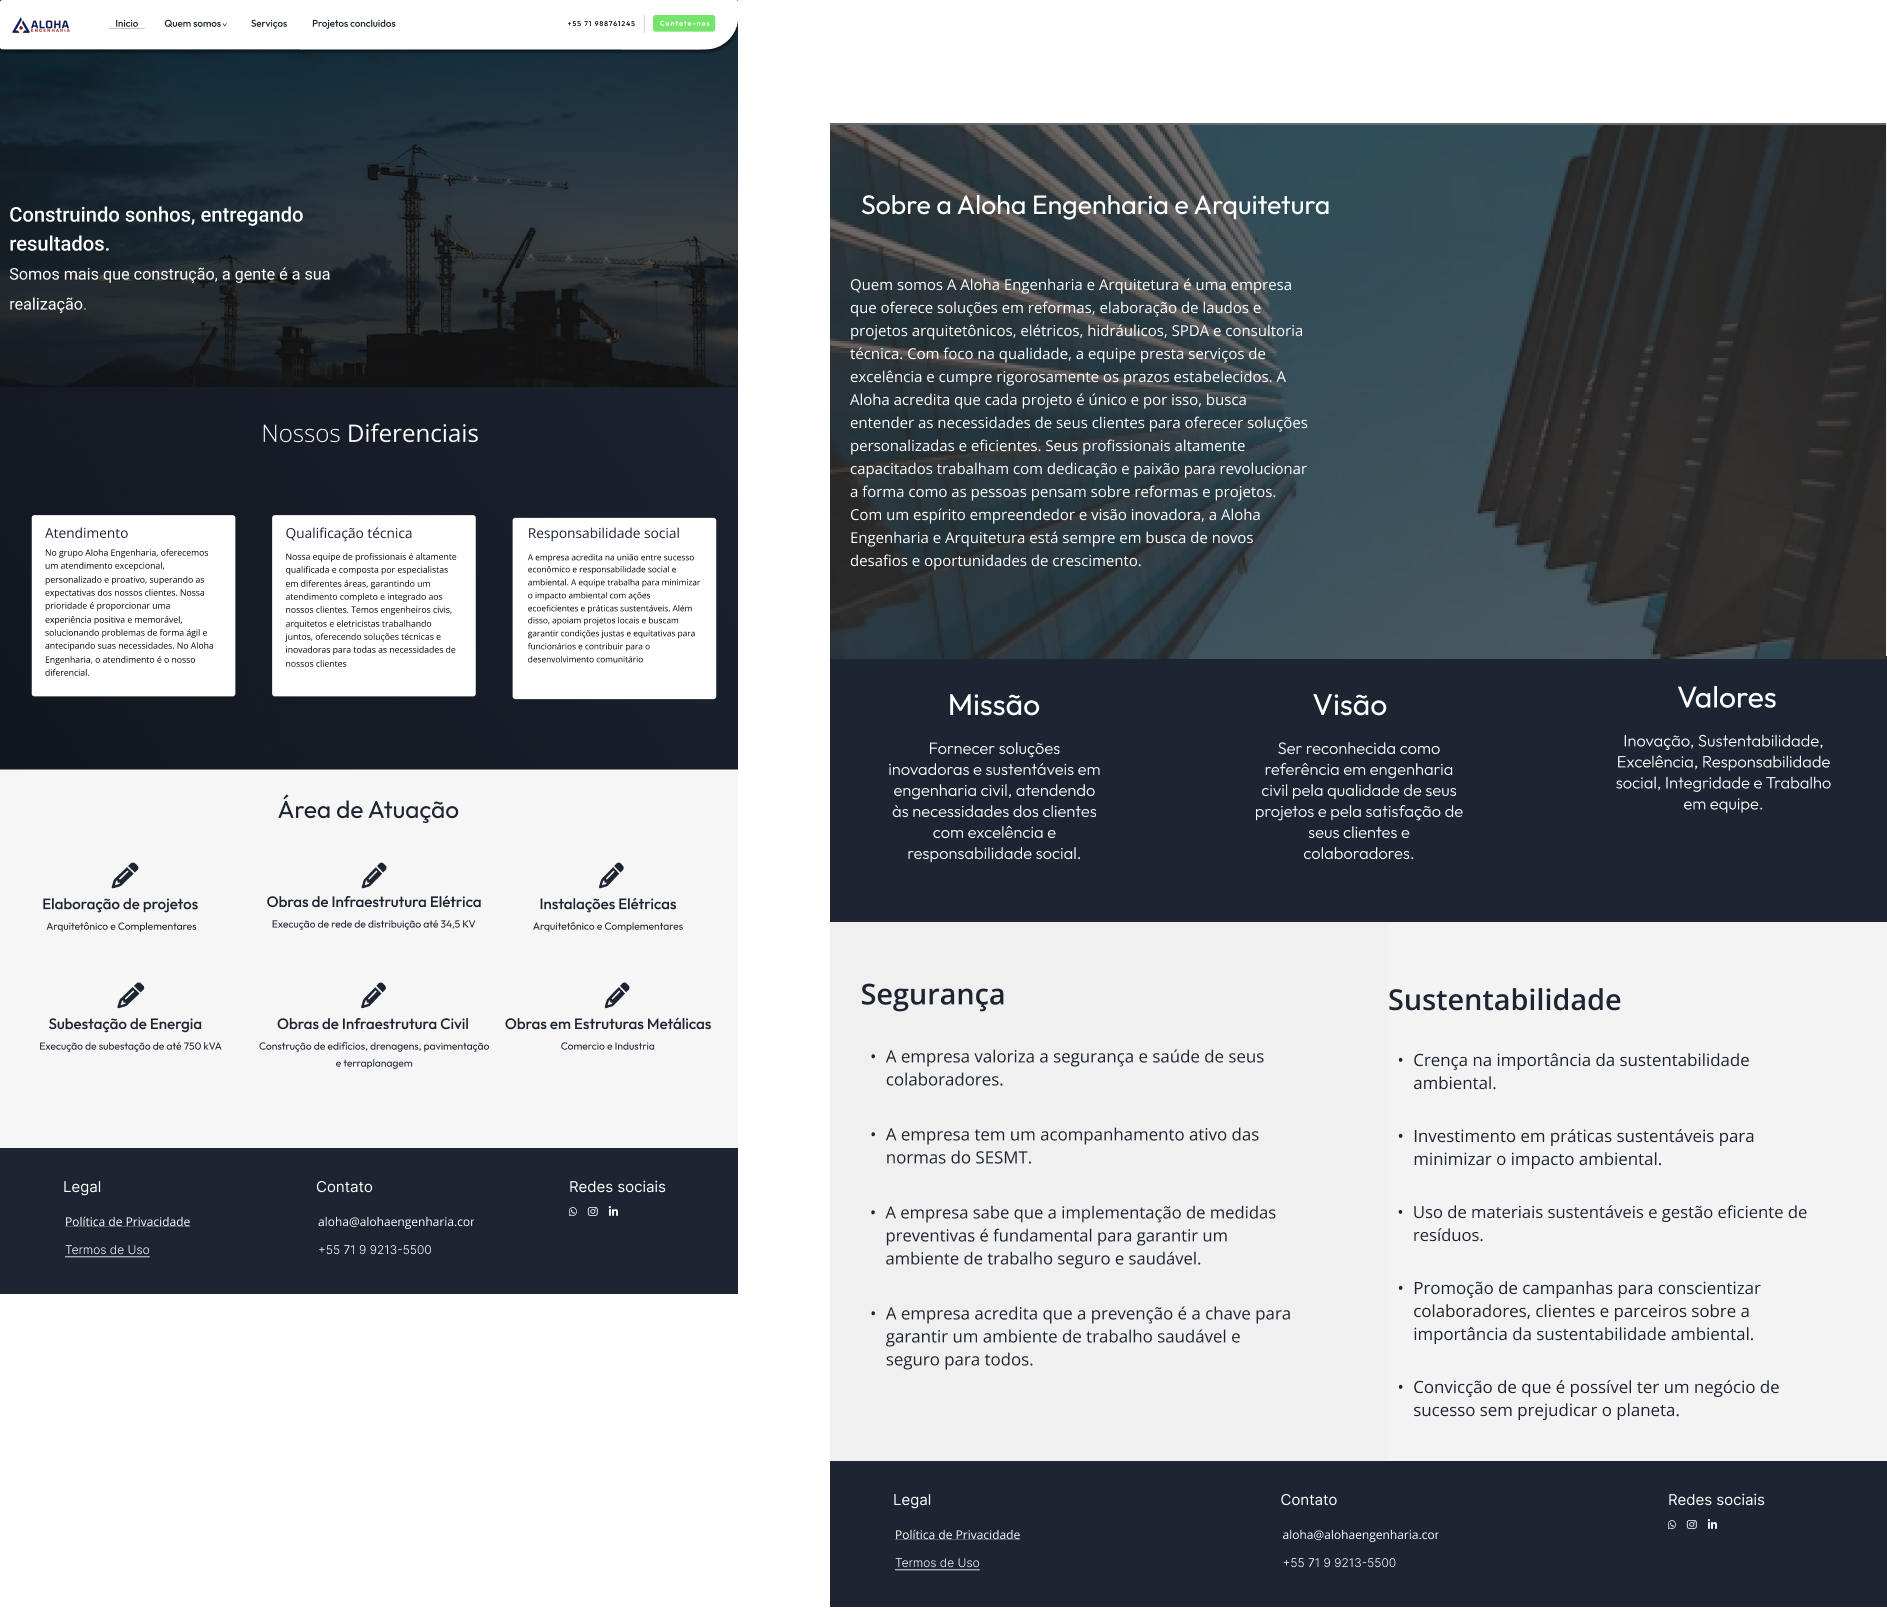 ALOHA
ENGENHARIA
Inicio
Quem somos
Serviços
Projetos concluidos
+55 71 988761245
Contate-nos
Construindo sonhos, entregando
resultados.
Somos mais que construção, a gente é a sua
realização.
Nossos Diferenciais
Atendimento
No grupo Aloha Engenharia, oferecemos
um atendimento excepcional,
personalizado e proativo, superando as
expectativas dos nossos clientes. Nossa
prioridade é proporcionar uma
experiência positiva e memorável,
solucionando problemas de forma ágil e
antecipando suas necessidades. No Aloha
Engenharia, o atendimento é o nosso
diferencial.
Qualificação técnica
Nossa equipe de profissionais é altamente
qualificada e composta por especialistas
em diferentes áreas, garantindo um
atendimento completo e integrado aos
nossos clientes. Temos engenheiros civis,
arquitetos e eletricistas trabalhando
juntos, oferecendo soluções técnicas e
inovadoras para todas as necessidades de
nossos clientes
Responsabilidade social
A empresa acredita na união entre sucesso
econômico e responsabilidade social e
ambiental. A equipe trabalha para minimizar
o impacto ambiental com ações
ecoeficientes e práticas sustentáveis. Além
disso, apoiam projetos locais e buscam
garantir condições justas e equitativas para
funcionários e contribuir para o
desenvolvimento comunitário
Área de Atuação
Elaboração de projetos
Arquitetônico e Complementares
Obras de Infraestrutura Elétrica
Execução de rede de distribuição até 34,5 KV
Instalações Elétricas
Arquitetônico e Complementares
Subestação de Energia
Execução de subestação de até 750 kVA
Obras de Infraestrutura Civil
Construção de edifícios, drenagens, pavimentação
e terraplanagem
Obras em Estruturas Metálicas
Comercio e Industria
Legal
Política de Privacidade
Termos de Uso
Contato
aloha@alohaengenharia.cor
+55 71 9 9213-5500
Redes sociais
Sobre a Aloha Engenharia e Arquitetura
Quem somos A Aloha Engenharia e Arquitetura é uma empresa
que oferece soluções em reformas, elaboração de laudos e
projetos arquitetônicos, elétricos, hidráulicos, SPDA e consultoria
técnica. Com foco na qualidade, a equipe presta serviços de
excelência e cumpre rigorosamente os prazos estabelecidos. A
Aloha acredita que cada projeto é único e por isso, busca
entender as necessidades de seus clientes para oferecer soluções
personalizadas e eficientes. Seus profissionais altamente
capacitados trabalham com dedicação e paixão para revolucionar
a forma como as pessoas pensam sobre reformas e projetos.
Com um espírito empreendedor e visão inovadora, a Aloha
Engenharia e Arquitetura está sempre em busca de novos
desafios e oportunidades de crescimento.
Missão
Fornecer soluções
inovadoras e sustentáveis em
engenharia civil, atendendo
às necessidades dos clientes
com excelência e
responsabilidade social.
Visão
Ser reconhecida como
referência em engenharia
civil pela qualidade de seus
projetos e pela satisfação de
seus clientes e
colaboradores.
Valores
Inovação, Sustentabilidade,
Excelência, Responsabilidade
social, Integridade e Trabalho
em equipe.
Segurança
• A empresa valoriza a segurança e saúde de seus
colaboradores.
• A empresa tem um acompanhamento ativo das
normas do SESMT.
• A empresa sabe que a implementação de medidas
preventivas é fundamental para garantir um
ambiente de trabalho seguro e saudável.
• A empresa acredita que a prevenção é a chave para
garantir um ambiente de trabalho saudável e
seguro para todos.
Sustentabilidade
• Crença na importância da sustentabilidade
ambiental.
• Investimento em práticas sustentáveis para
minimizar o impacto ambiental.
• Uso de materiais sustentáveis e gestão eficiente de
resíduos.
• Promoção de campanhas para conscientizar
colaboradores, clientes e parceiros sobre a
importância da sustentabilidade ambiental.
• Convicção de que é possível ter um negócio de
sucesso sem prejudicar o planeta.
Legal
Política de Privacidade
Termos de Uso
Contato
aloha@alohaengenharia.cor
+55 71 9 9213-5500
Redes sociais